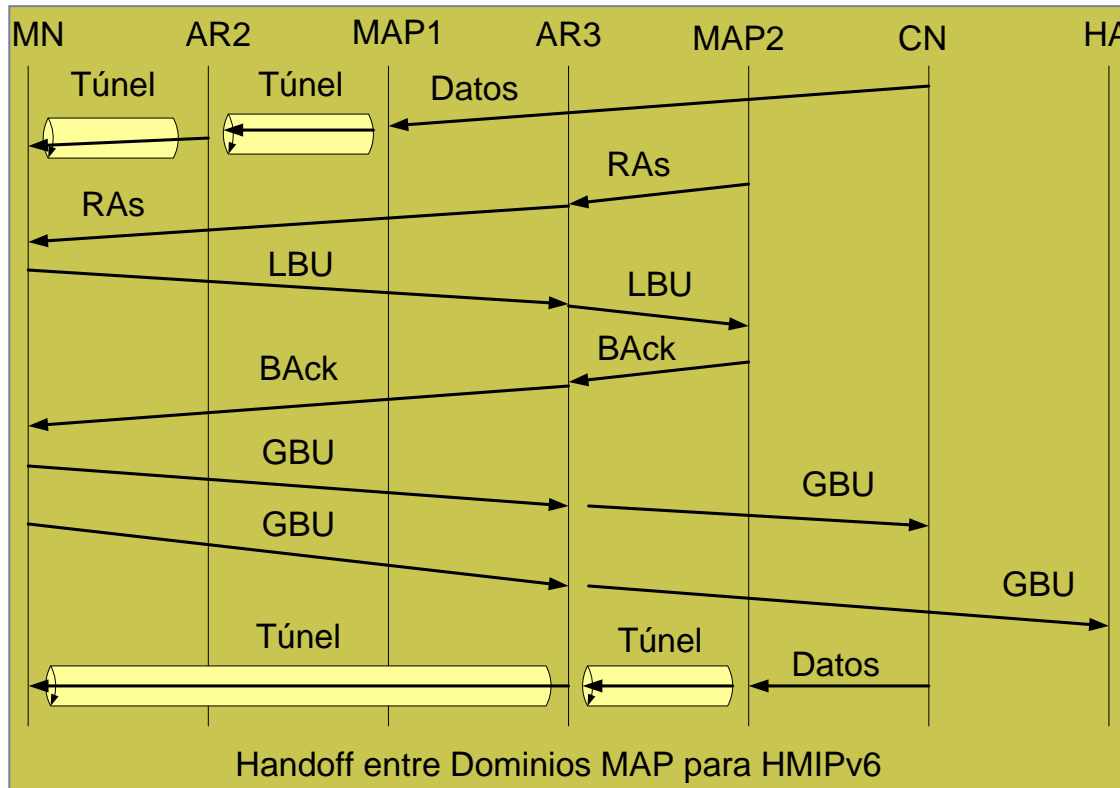 MN AR2 MAP1 AR3 MAP2 CN HA
Túnel Túnel Datos
RAs
RAs
LBU
LBU
BAck
BAck
GBU
GBU
GBU
GBU
Túnel Túnel Datos
Handoff entre Dominios MAP para HMIPv6